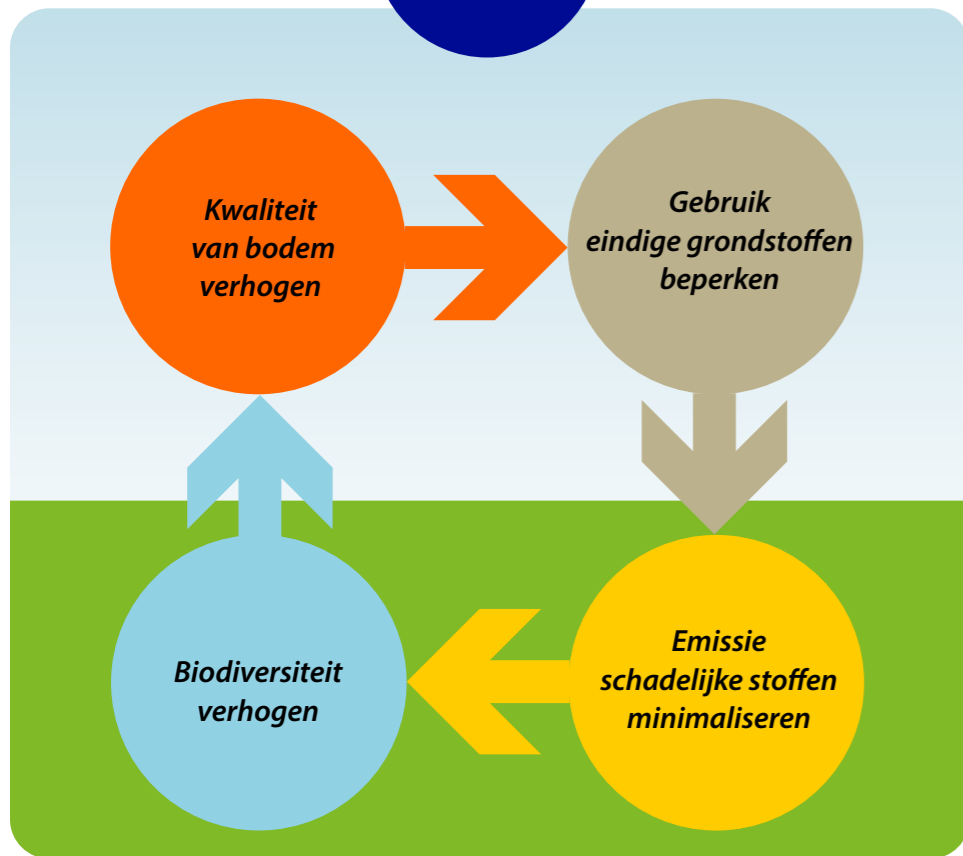 Kwaliteit
van bodem
verhogen
Gebruik
eindige grondstoffen
beperken
Biodiversiteit
verhogen
Emissie
schadelijke stoffen
minimaliseren